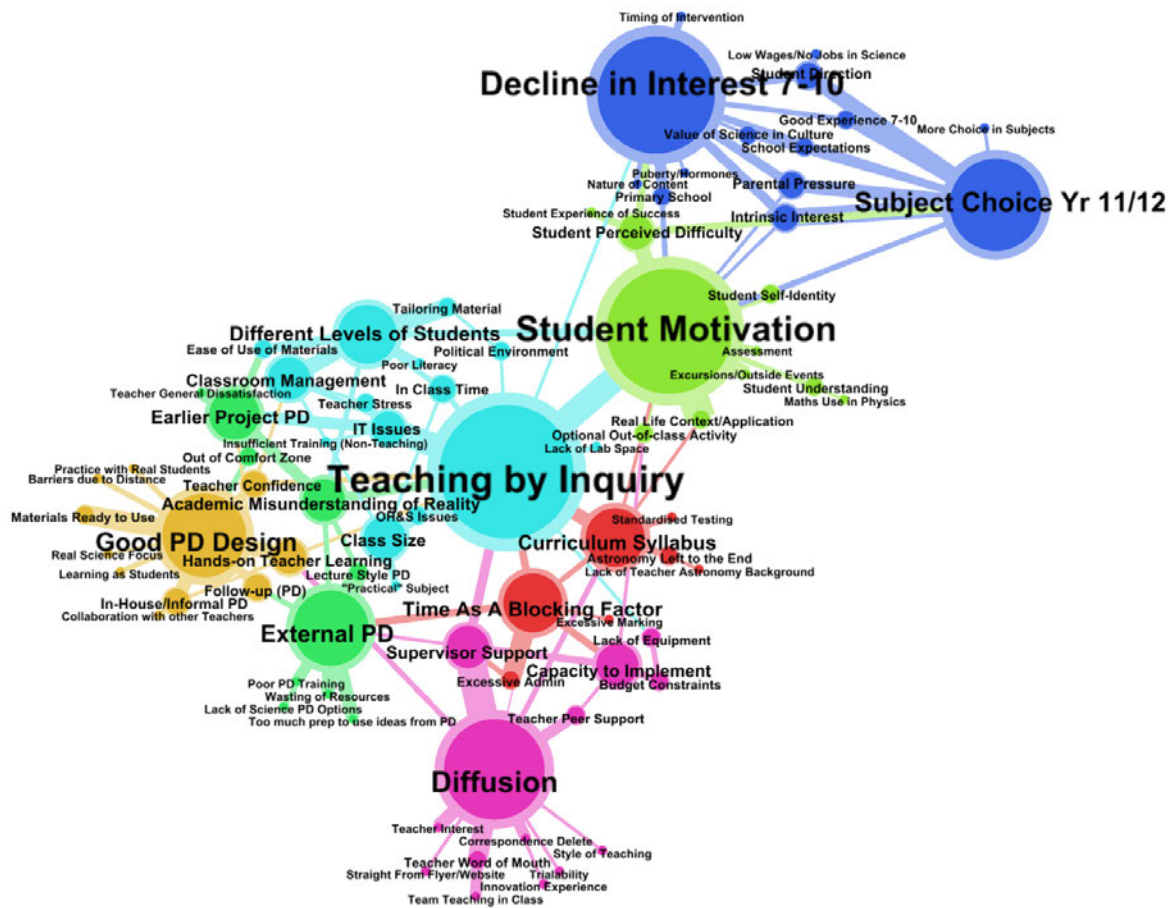 Timing of Intervention
Low Wages/No Jobs in Science
Student Direction
Decline in Interest 7-10
Good Experience 7-10
More Choice in Subjects
Value of Science in Culture
School Expectations
Puberty/Hormones
Nature of Content
Parental Pressure
Primary School
Subject Choice Yr 11/12
Student Experience of Success
Intrinsic Interest
Student Perceived Difficulty
Student Self-Identity
Tailoring Material
Different Levels of Students
Student Motivation
Ease of Use of Materials
Political Environment
Assessment
Poor Literacy
Classroom Management
In Class Time
Excursions/Outside Events
Student Understanding
Teacher General Dissatisfaction
Maths Use in Physics
Teacher Stress
Earlier Project PD
IT Issues
Real Life Context/Application
Optional Out-of-class Activity
Insufficient Training (Non-Teaching)
Lack of Lab Space
Out of Comfort Zone
Practice with Real Students
Barriers due to Distance
Teaching by Inquiry
Teacher Confidence
Academic Misunderstanding of Reality
Materials Ready to Use
OH&S Issues
Standardised Testing
Good PD Design
Class Size
Curriculum Syllabus
Real Science Focus
Hands-on Teacher Learning
Astronomy Left to the End
Learning as Students
Lecture Style PD
Lack of Teacher Astronomy Background
"Practical" Subject
Follow-up (PD)
In-House/Informal PD
Time As A Blocking Factor
Collaboration with other Teachers
Excessive Marking
External PD
Lack of Equipment
Supervisor Support
Capacity to Implement
Poor PD Training
Excessive Admin
Budget Constraints
Wasting of Resources
Lack of Science PD Options
Too much prep to use ideas from PD
Teacher Peer Support
Diffusion
Teacher Interest
Correspondence Delete
Style of Teaching
Teacher Word of Mouth
Straight From Flyer/Website
Trialability
Innovation Experience
Team Teaching in Class